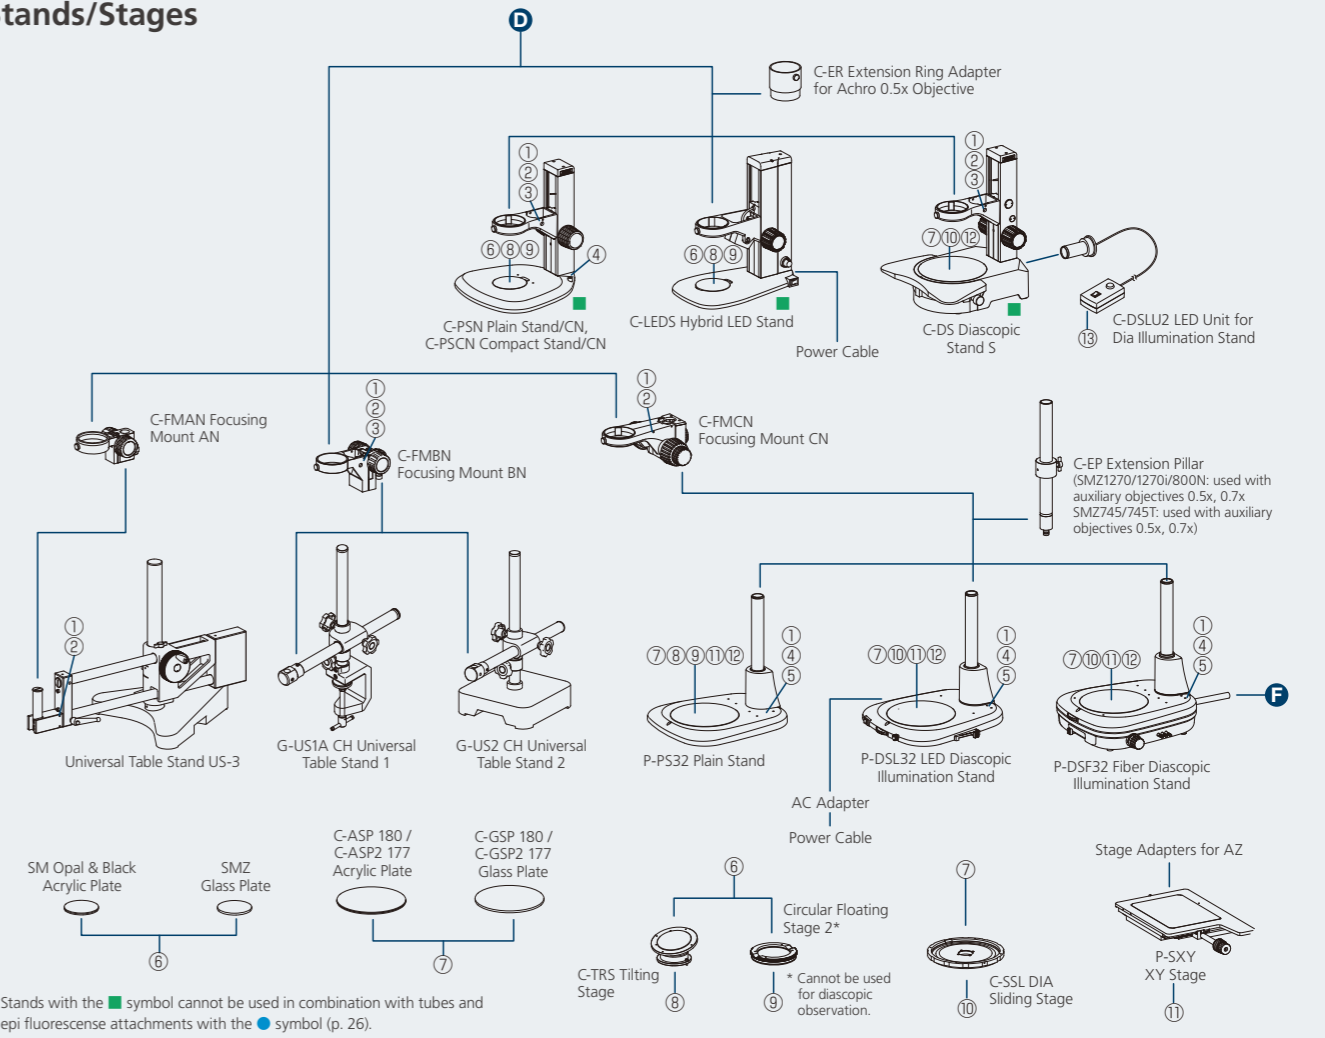 Stands/Stages
D
C-ER Extension Ring Adapter
for Achro 0.5x Objective
①
②
③
⑥⑧⑨
④
C-PSN Plain Stand/CN,
C-PSCN Compact Stand/CN
⑥⑧⑨
C-LEDS Hybrid LED Stand
Power Cable
①
②
③
⑦⑩⑫
C-DS Diascopic
Stand S
⑬
C-DSLU2 LED Unit for
Dia Illumination Stand
C-FMAN Focusing
Mount AN
①
②
③
C-FMBN
Focusing Mount BN
①
②
C-FMCN
Focusing Mount CN
C-EP Extension Pillar
(SMZ1270/1270i/800N: used with
auxiliary objectives 0.5x, 0.7x
SMZ745/745T: used with auxiliary
objectives 0.5x, 0.7x)
①
②
Universal Table Stand US-3
G-US1A CH Universal
Table Stand 1
G-US2 CH Universal
Table Stand 2
⑦⑧⑨⑪⑫
①
④
⑤
P-PS32 Plain Stand
⑦⑩⑪⑫
①
④
⑤
P-DSL32 LED Diascopic
Illumination Stand
AC Adapter
Power Cable
⑦⑩⑪⑫
①
④
⑤
F
P-DSF32 Fiber Diascopic
Illumination Stand
SM Opal & Black
Acrylic Plate
SMZ
Glass Plate
⑥
C-ASP 180 /
C-ASP2 177
Acrylic Plate
C-GSP 180 /
C-GSP2 177
Glass Plate
⑦
⑥
C-TRS Tilting
Stage
⑧
Circular Floating
Stage 2*
⑨
* Cannot be used
for diascopic
observation.
⑦
C-SSL DIA
Sliding Stage
⑩
Stage Adapters for AZ
P-SXY
XY Stage
⑪
Stands with the ■ symbol cannot be used in combination with tubes and
epi fluorescense attachments with the ● symbol (p. 26).